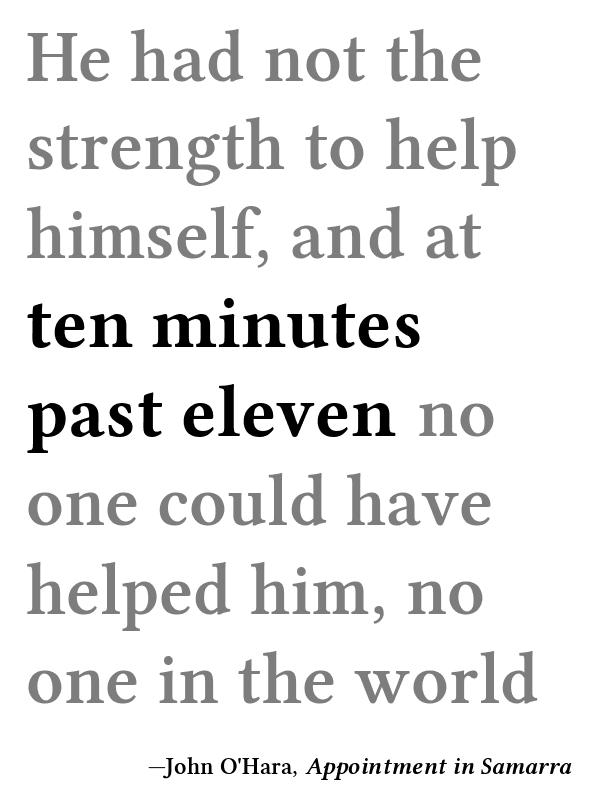 He had not the
strength to help
himself, and at
ten minutes
past eleven no
one could have
helped him, no
one in the world
—John O'Hara, Appointment in Samarra